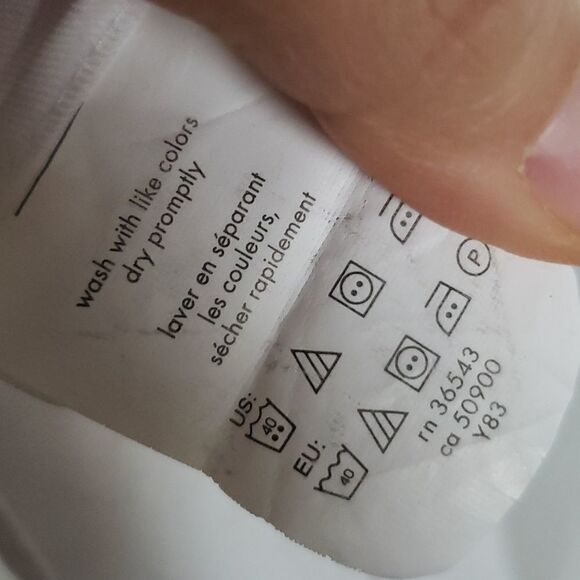 wash with like colors
dry promptly
laver en séparant
les couleurs,
sécher rapidement
US: 40
EU: 40
P
rn 36543
ca 50900
Y83